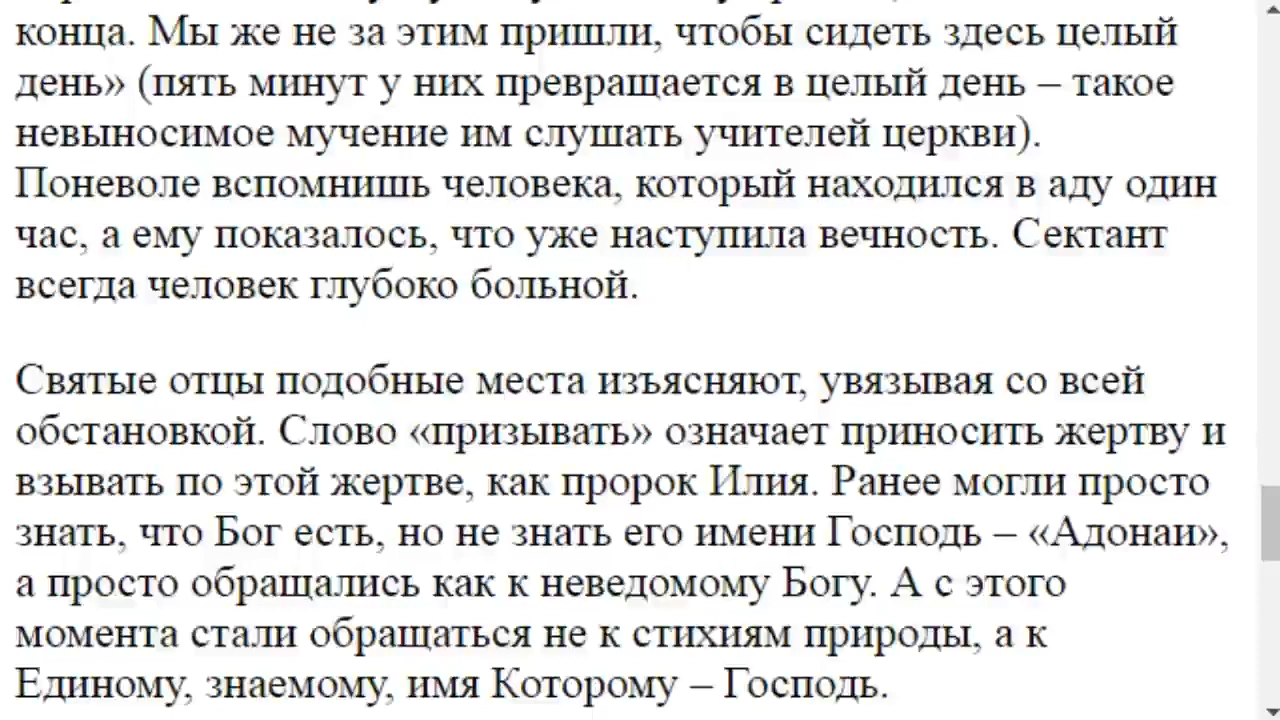 конца. Мы же не за этим пришли, чтобы сидеть здесь целый
день» (пять минут у них превращается в целый день – такое
невыносимое мучение им слушать учителей церкви).
Поневоле вспомнишь человека, который находился в аду один
час, а ему показалось, что уже наступила вечность. Сектант
всегда человек глубоко больной.
Святые отцы подобные места изъясняют, увязывая со всей
обстановкой. Слово «призывать» означает приносить жертву и
взывать по этой жертве, как пророк Илия. Ранее могли просто
знать, что Бог есть, но не знать его имени Господь – «Адонаи»,
а просто обращались как к неведомому Богу. А с этого
момента стали обращаться не к стихиям природы, а к
Единому, знаемому, имя Которому – Господь.